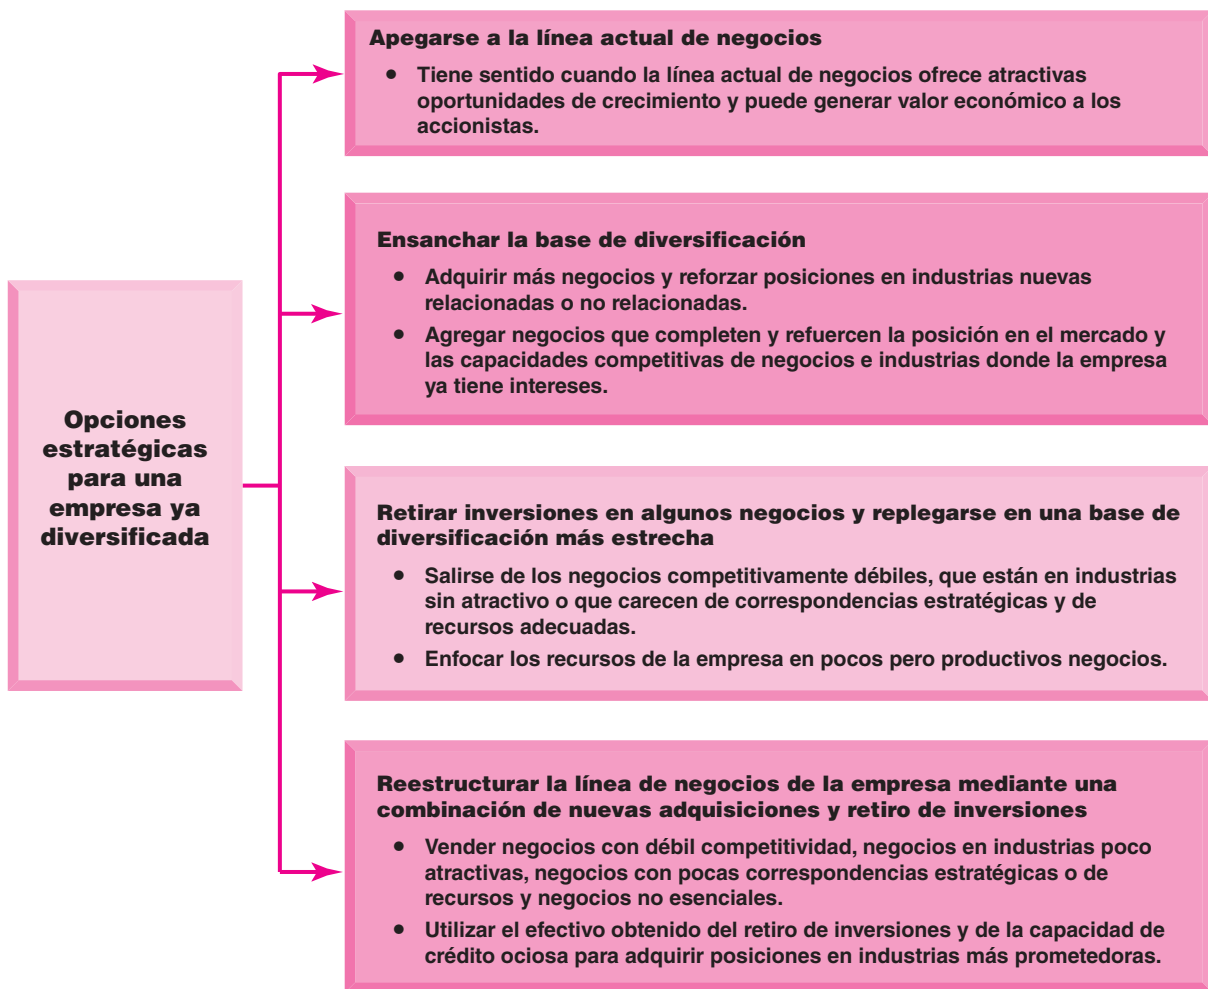 Opciones
estratégicas
para una
empresa ya
diversificada
Apegarse a la línea actual de negocios
• Tiene sentido cuando la línea actual de negocios ofrece atractivas
oportunidades de crecimiento y puede generar valor económico a los
accionistas.
Ensanchar la base de diversificación
• Adquirir más negocios y reforzar posiciones en industrias nuevas
relacionadas o no relacionadas.
• Agregar negocios que completen y refuercen la posición en el mercado y
las capacidades competitivas de negocios e industrias donde la empresa
ya tiene intereses.
Retirar inversiones en algunos negocios y replegarse en una base de
diversificación más estrecha
• Salirse de los negocios competitivamente débiles, que están en industrias
sin atractivo o que carecen de correspondencias estratégicas y de
recursos adecuadas.
• Enfocar los recursos de la empresa en pocos pero productivos negocios.
Reestructurar la línea de negocios de la empresa mediante una
combinación de nuevas adquisiciones y retiro de inversiones
• Vender negocios con débil competitividad, negocios en industrias poco
atractivas, negocios con pocas correspondencias estratégicas o de
recursos y negocios no esenciales.
• Utilizar el efectivo obtenido del retiro de inversiones y de la capacidad de
crédito ociosa para adquirir posiciones en industrias más prometedoras.